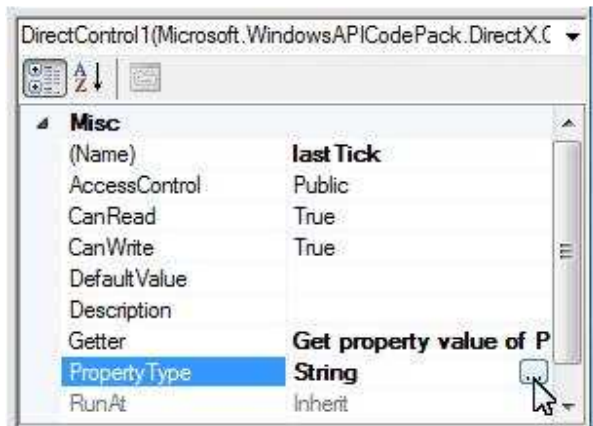 DirectControl1(Microsoft.WindowsAPICodePack.DirectX.C
Misc
(Name) lastTick
AccessControl Public
CanRead True
CanWrite True
DefaultValue
Description
Getter Get property value of P
PropertyType String ...
RunAt Inherit